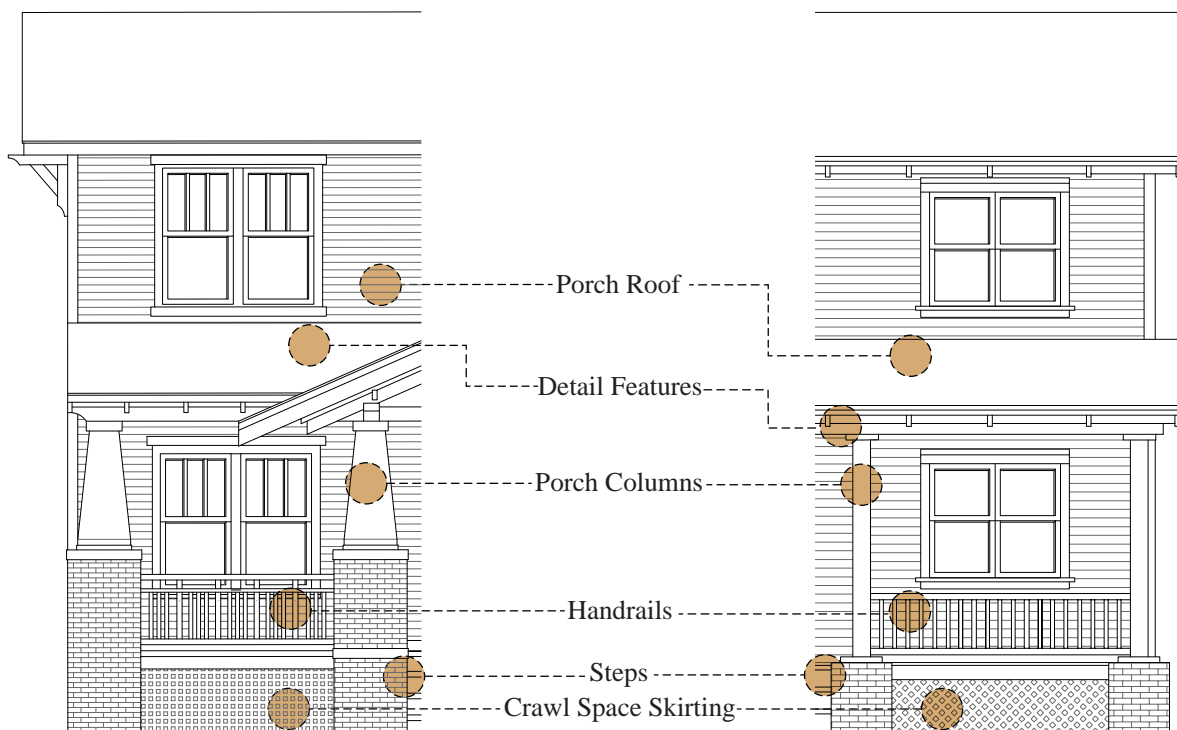 Porch Roof
Detail Features
Porch Columns
Handrails
Steps
Crawl Space Skirting